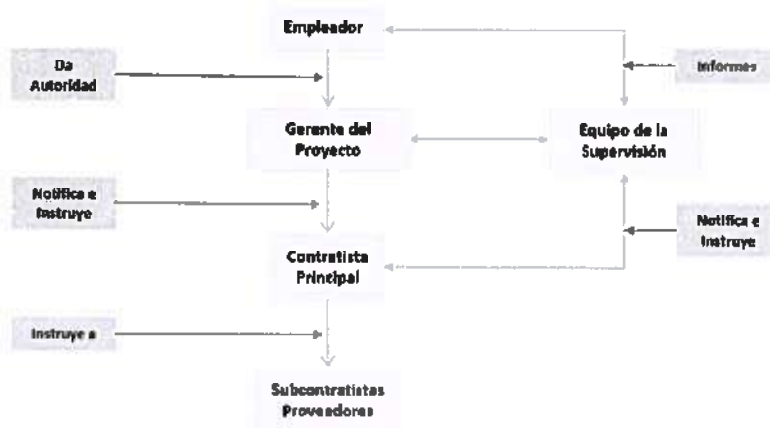 Empleador
Da
Autoridad
Informes
Gerente del
Proyecto
Equipo de la
Supervisión
Notifica e
Instruye
Notifica e
Instruye
Contratista
Principal
Instruye a
Subcontratistas
Proveedores